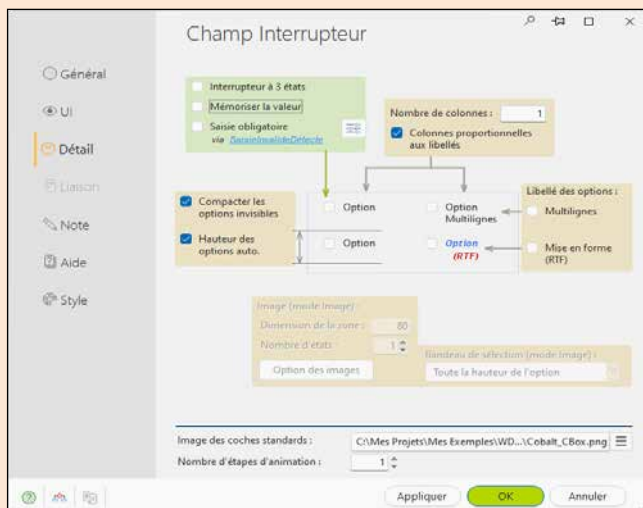 Champ Interrupteur
Général
UI
Détail
Liaison
Note
Aide
Style
Interrupteur à 3 états
Mémoriser la valeur
Saisie obligatoire
via SaisieInvalideDétecte
Nombre de colonnes : 1
Colonnes proportionnelles
aux libellés
Compacter les
options invisibles
Hauteur des
options auto.
Option
Option
Multilignes
Option
Option
(RTF)
Libellé des options :
Multilignes
Mise en forme
(RTF)
Image (mode Image) :
Dimension de la zone : 80
Nombre d'états : 1
Option des images
Bandeau de sélection (mode Image) :
Toute la hauteur de l'option
Image des coches standards : C:\Mes Projets\Mes Exemples\WD...\Cobalt_CBox.png
Nombre d'étapes d'animation : 1
Appliquer
OK
Annuler